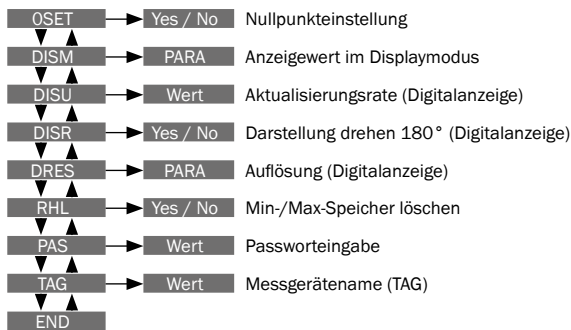 0SET Yes / No Nullpunkteinstellung
DISM PARA Anzeigewert im Displaymodus
DISU Wert Aktualisierungsrate (Digitalanzeige)
DISR Yes / No Darstellung drehen 180° (Digitalanzeige)
DRES PARA Auflösung (Digitalanzeige)
RHL Yes / No Min-/Max-Speicher löschen
PAS Wert Passworteingabe
TAG Wert Messgerätename (TAG)
END